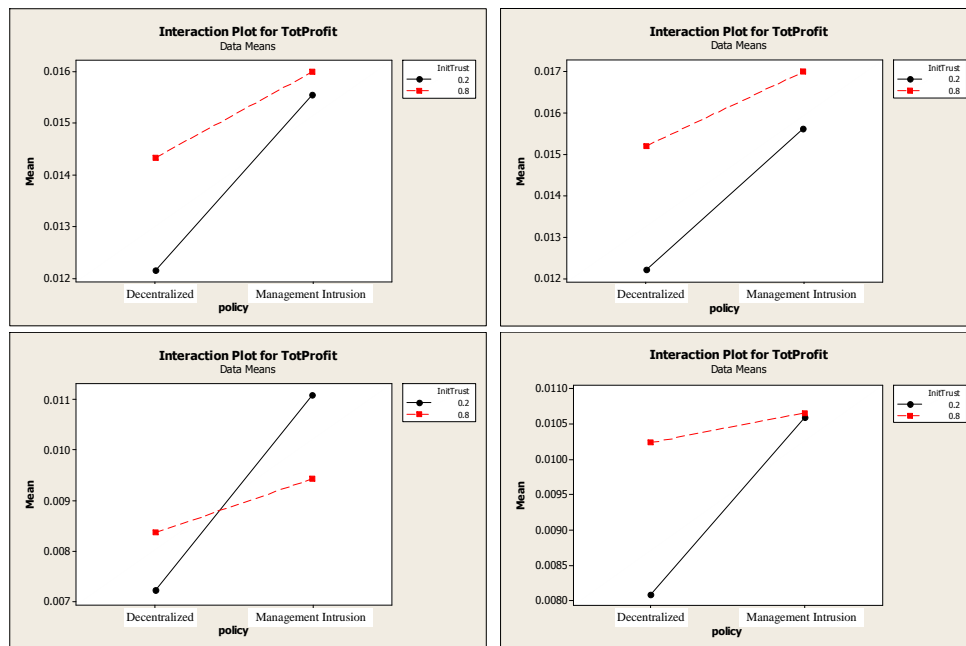 Interaction Plot for TotProfit
Data Means
InitTrust
0.2
0.8
0.016
0.015
0.014
0.013
0.012
Mean
Decentralized
Management Intrusion
policy
Interaction Plot for TotProfit
Data Means
InitTrust
0.2
0.8
0.017
0.016
0.015
0.014
0.013
0.012
Mean
Decentralized
Management Intrusion
policy
Interaction Plot for TotProfit
Data Means
InitTrust
0.2
0.8
0.011
0.010
0.009
0.008
0.007
Mean
Decentralized
Management Intrusion
policy
Interaction Plot for TotProfit
Data Means
InitTrust
0.2
0.8
0.0110
0.0105
0.0100
0.0095
0.0090
0.0085
0.0080
Mean
Decentralized
Management Intrusion
policy